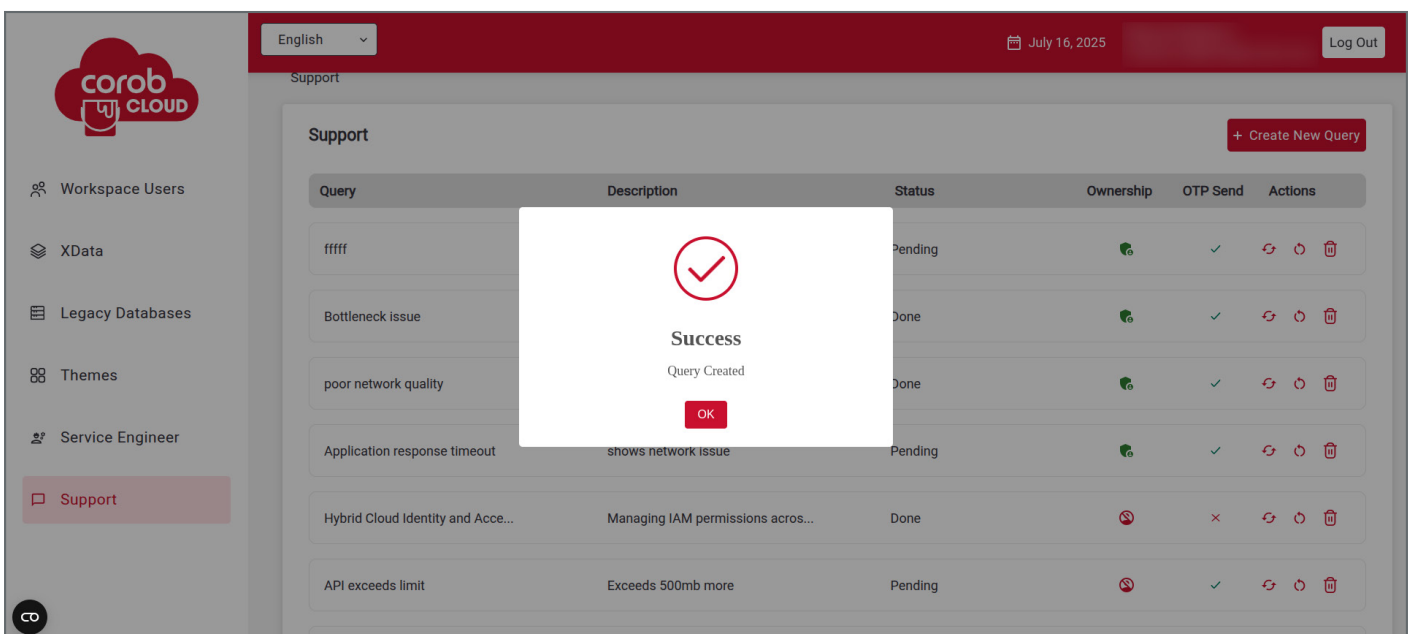 corob
CLOUD
English
July 16, 2025
Log Out
Support
Support
+ Create New Query
Workspace Users
XData
Legacy Databases
Themes
Service Engineer
Support
Query Description Status Ownership OTP Send Actions
fffff Pending
Bottleneck issue Done
poor network quality Done
Application response timeout shows network issue Pending
Hybrid Cloud Identity and Acce... Managing IAM permissions acros... Done
API exceeds limit Exceeds 500mb more Pending
Success
Query Created
OK